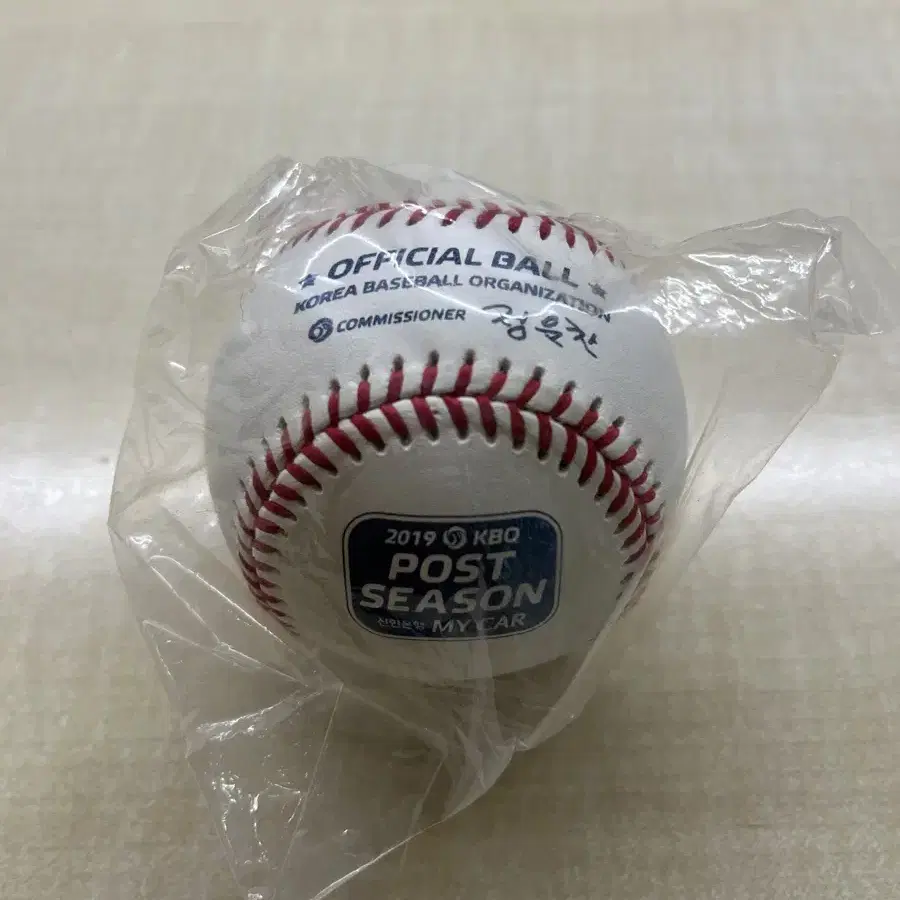 OFFICIAL BALL
KOREA BASEBALL ORGANIZATION
COMMISSIONER 정운찬
2019 KBO
POST
SEASON
신한은행 MY CAR